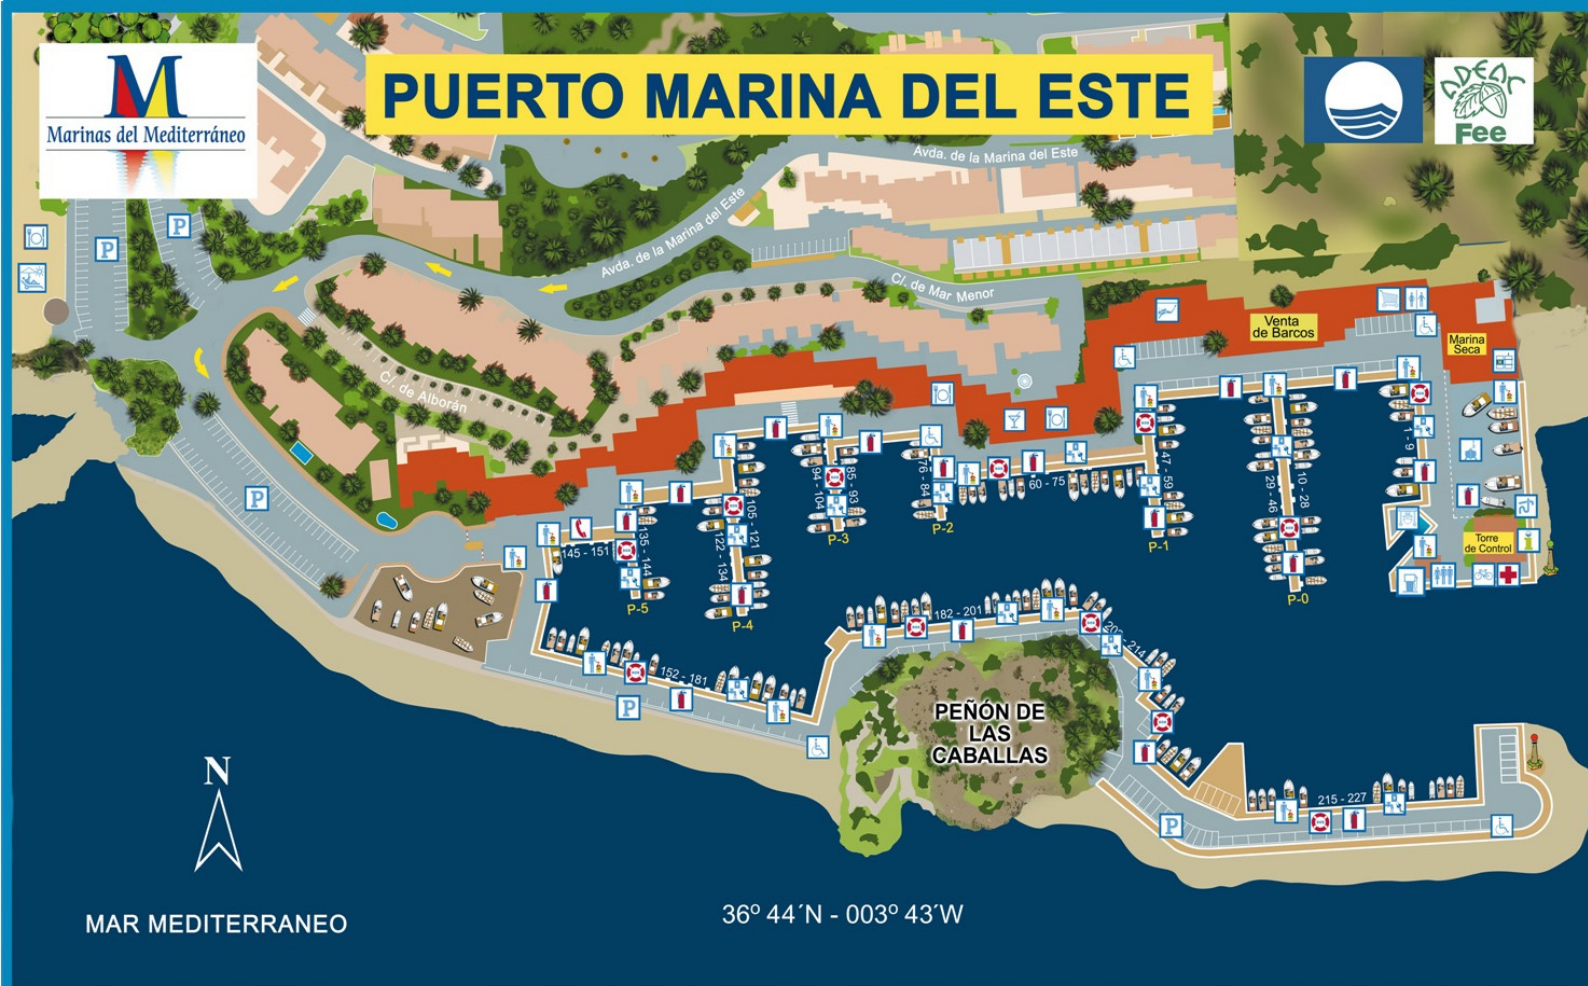 M
Marinas del Mediterráneo
PUERTO MARINA DEL ESTE
ADEAC
Fee
Avda. de la Marina del Este
Avda. de la Marina del Este
P
P
C/. de Mar Menor
C/. de Alborán
Venta
de Barcos
Marina
Seca
P
1 - 9
10 - 28
29 - 46
47 - 59
60 - 75
76 - 84
85 - 93
94 - 104
105 - 121
122 - 134
135 - 144
145 - 151
P-0
P-1
P-2
P-3
P-4
P-5
Torre
de Control
i
152 - 181
182 - 201
202 - 214
P
PEÑÓN DE
LAS
CABALLAS
215 - 227
P
N
MAR MEDITERRANEO
36º 44´N - 003º 43´W